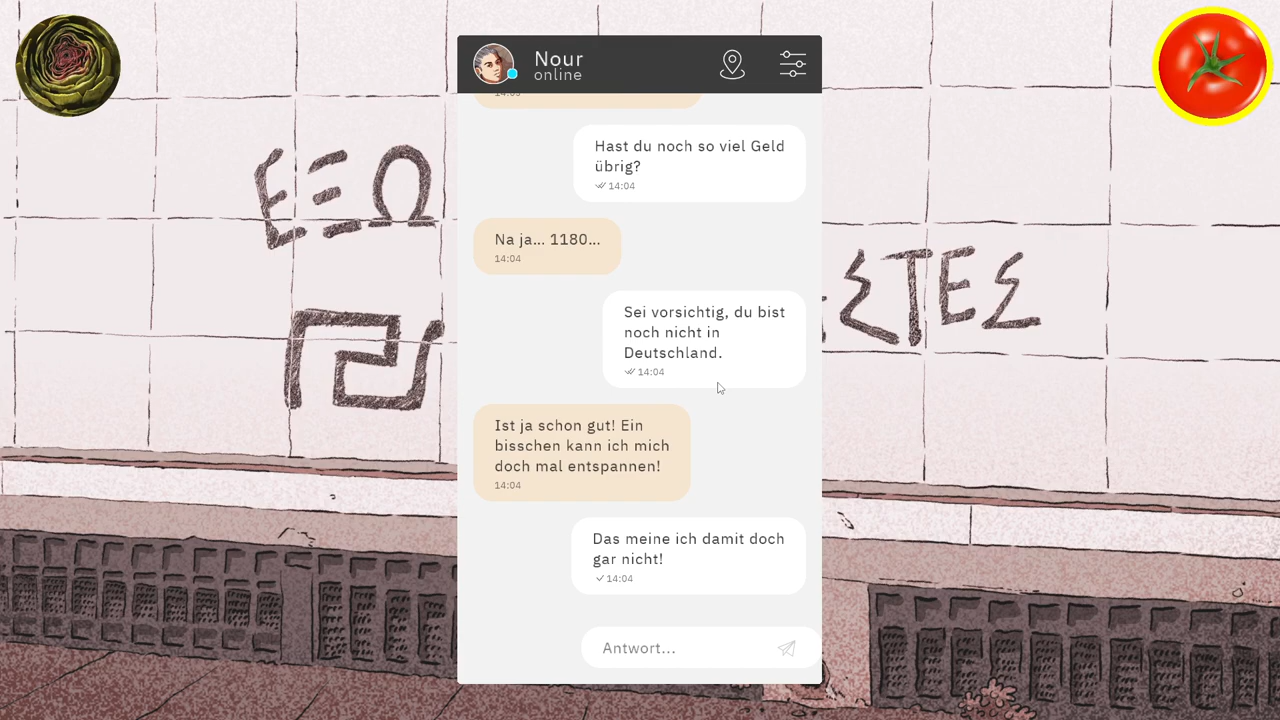 Nour
online
Hast du noch so viel Geld
übrig?
14:04
Na ja... 1180...
14:04
Sei vorsichtig, du bist
noch nicht in
Deutschland.
14:04
Ist ja schon gut! Ein
bisschen kann ich mich
doch mal entspannen!
14:04
Das meine ich damit doch
gar nicht!
14:04
Antwort...
ΕΞΩ
ΣΤΕΣ